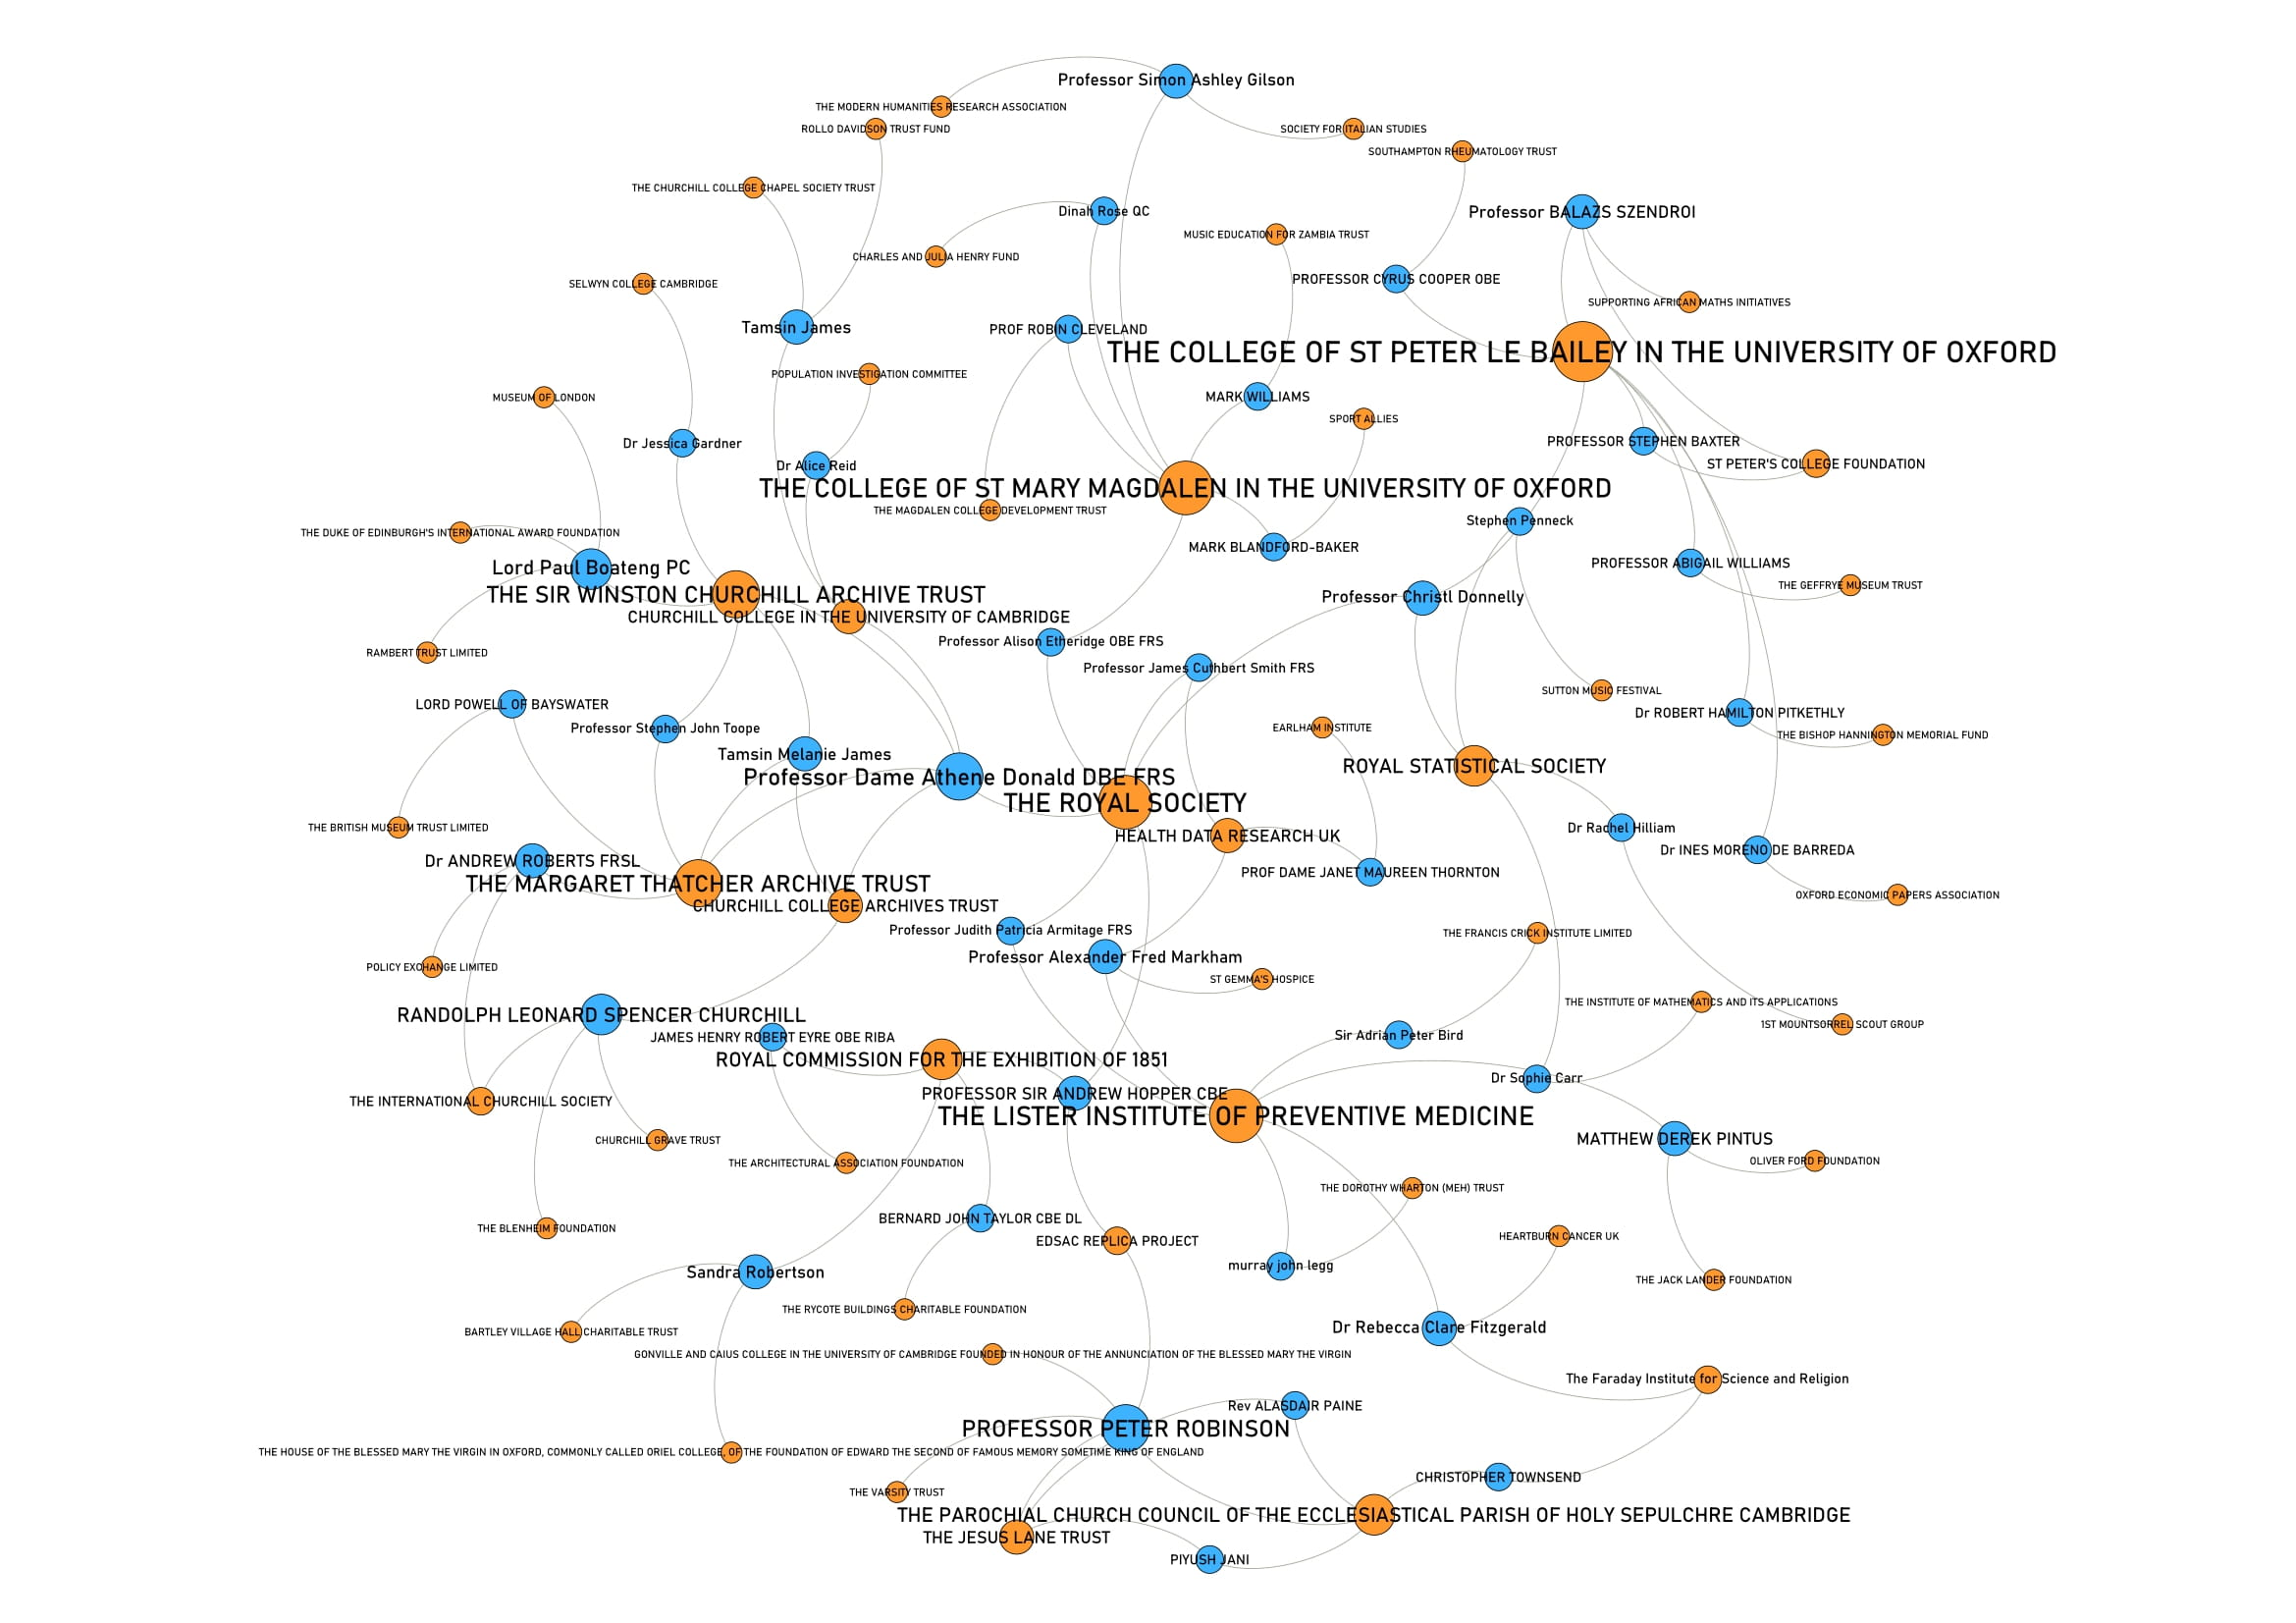 Professor Simon Ashley Gilson
THE MODERN HUMANITIES RESEARCH ASSOCIATION
ROLLO DAVIDSON TRUST FUND
SOCIETY FOR ITALIAN STUDIES
SOUTHAMPTON RHEUMATOLOGY TRUST
THE CHURCHILL COLLEGE CHAPEL SOCIETY TRUST
Dinah Rose QC
Professor BALAZS SZENDROI
MUSIC EDUCATION FOR ZAMBIA TRUST
CHARLES AND JULIA HENRY FUND
PROFESSOR CYRUS COOPER OBE
SELWYN COLLEGE CAMBRIDGE
SUPPORTING AFRICAN MATHS INITIATIVES
Tamsin James
PROF ROBIN CLEVELAND
THE COLLEGE OF ST PETER LE BAILEY IN THE UNIVERSITY OF OXFORD
POPULATION INVESTIGATION COMMITTEE
MUSEUM OF LONDON
MARK WILLIAMS
SPORT ALLIES
Dr Jessica Gardner
PROFESSOR STEPHEN BAXTER
Dr Alice Reid
ST PETER'S COLLEGE FOUNDATION
THE COLLEGE OF ST MARY MAGDALEN IN THE UNIVERSITY OF OXFORD
THE MAGDALEN COLLEGE DEVELOPMENT TRUST
Stephen Penneck
THE DUKE OF EDINBURGH'S INTERNATIONAL AWARD FOUNDATION
MARK BLANDFORD-BAKER
PROFESSOR ABIGAIL WILLIAMS
Lord Paul Boateng PC
THE GEFFRYE MUSEUM TRUST
THE SIR WINSTON CHURCHILL ARCHIVE TRUST
Professor Christl Donnelly
CHURCHILL COLLEGE IN THE UNIVERSITY OF CAMBRIDGE
Professor Alison Etheridge OBE FRS
RAMBERT TRUST LIMITED
Professor James Cuthbert Smith FRS
SUTTON MUSIC FESTIVAL
LORD POWELL OF BAYSWATER
Dr ROBERT HAMILTON PITKETHLY
Professor Stephen John Toope
EARLHAM INSTITUTE
THE BISHOP HANNINGTON MEMORIAL FUND
Tamsin Melanie James
ROYAL STATISTICAL SOCIETY
Professor Dame Athene Donald DBE FRS
THE ROYAL SOCIETY
THE BRITISH MUSEUM TRUST LIMITED
Dr Rachel Hilliam
HEALTH DATA RESEARCH UK
Dr INES MORENO DE BARREDA
Dr ANDREW ROBERTS FRSL
PROF DAME JANET MAUREEN THORNTON
THE MARGARET THATCHER ARCHIVE TRUST
OXFORD ECONOMIC PAPERS ASSOCIATION
CHURCHILL COLLEGE ARCHIVES TRUST
Professor Judith Patricia Armitage FRS
THE FRANCIS CRICK INSTITUTE LIMITED
Professor Alexander Fred Markham
POLICY EXCHANGE LIMITED
ST GEMMA'S HOSPICE
THE INSTITUTE OF MATHEMATICS AND ITS APPLICATIONS
RANDOLPH LEONARD SPENCER CHURCHILL
1ST MOUNTSORREL SCOUT GROUP
JAMES HENRY ROBERT EYRE OBE RIBA
Sir Adrian Peter Bird
ROYAL COMMISSION FOR THE EXHIBITION OF 1851
Dr Sophie Carr
PROFESSOR SIR ANDREW HOPPER CBE
THE INTERNATIONAL CHURCHILL SOCIETY
THE LISTER INSTITUTE OF PREVENTIVE MEDICINE
CHURCHILL GRAVE TRUST
MATTHEW DEREK PINTUS
THE ARCHITECTURAL ASSOCIATION FOUNDATION
OLIVER FORD FOUNDATION
THE DOROTHY WHARTON (MEH) TRUST
BERNARD JOHN TAYLOR CBE DL
THE BLENHEIM FOUNDATION
HEARTBURN CANCER UK
EDSAC REPLICA PROJECT
murray john legg
Sandra Robertson
THE JACK LANDER FOUNDATION
THE RYCOTE BUILDINGS CHARITABLE FOUNDATION
Dr Rebecca Clare Fitzgerald
BARTLEY VILLAGE HALL CHARITABLE TRUST
GONVILLE AND CAIUS COLLEGE IN THE UNIVERSITY OF CAMBRIDGE FOUNDED IN HONOUR OF THE ANNUNCIATION OF THE BLESSED MARY THE VIRGIN
The Faraday Institute for Science and Religion
Rev ALASDAIR PAINE
PROFESSOR PETER ROBINSON
THE HOUSE OF THE BLESSED MARY THE VIRGIN IN OXFORD, COMMONLY CALLED ORIEL COLLEGE, OF THE FOUNDATION OF EDWARD THE SECOND OF FAMOUS MEMORY SOMETIME KING OF ENGLAND
CHRISTOPHER TOWNSEND
THE VARSITY TRUST
THE PAROCHIAL CHURCH COUNCIL OF THE ECCLESIASTICAL PARISH OF HOLY SEPULCHRE CAMBRIDGE
THE JESUS LANE TRUST
PIYUSH JANI